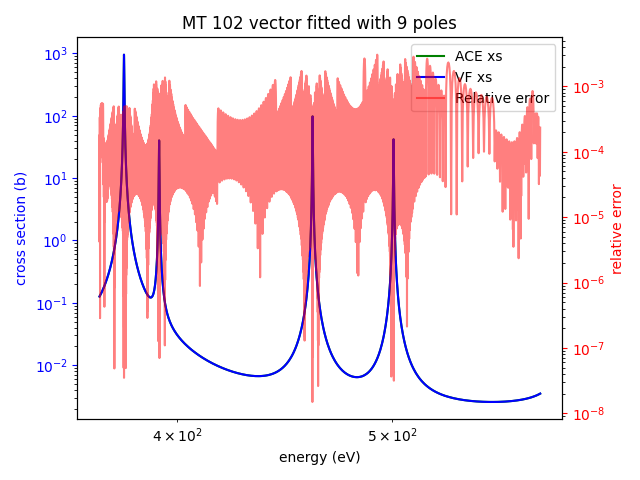 MT 102 vector fitted with 9 poles
ACE xs
VF xs
Relative error
10³
10²
10¹
10⁰
10⁻¹
10⁻²
cross section (b)
10⁻³
10⁻⁴
10⁻⁵
10⁻⁶
10⁻⁷
10⁻⁸
relative error
4 × 10²
5 × 10²
energy (eV)